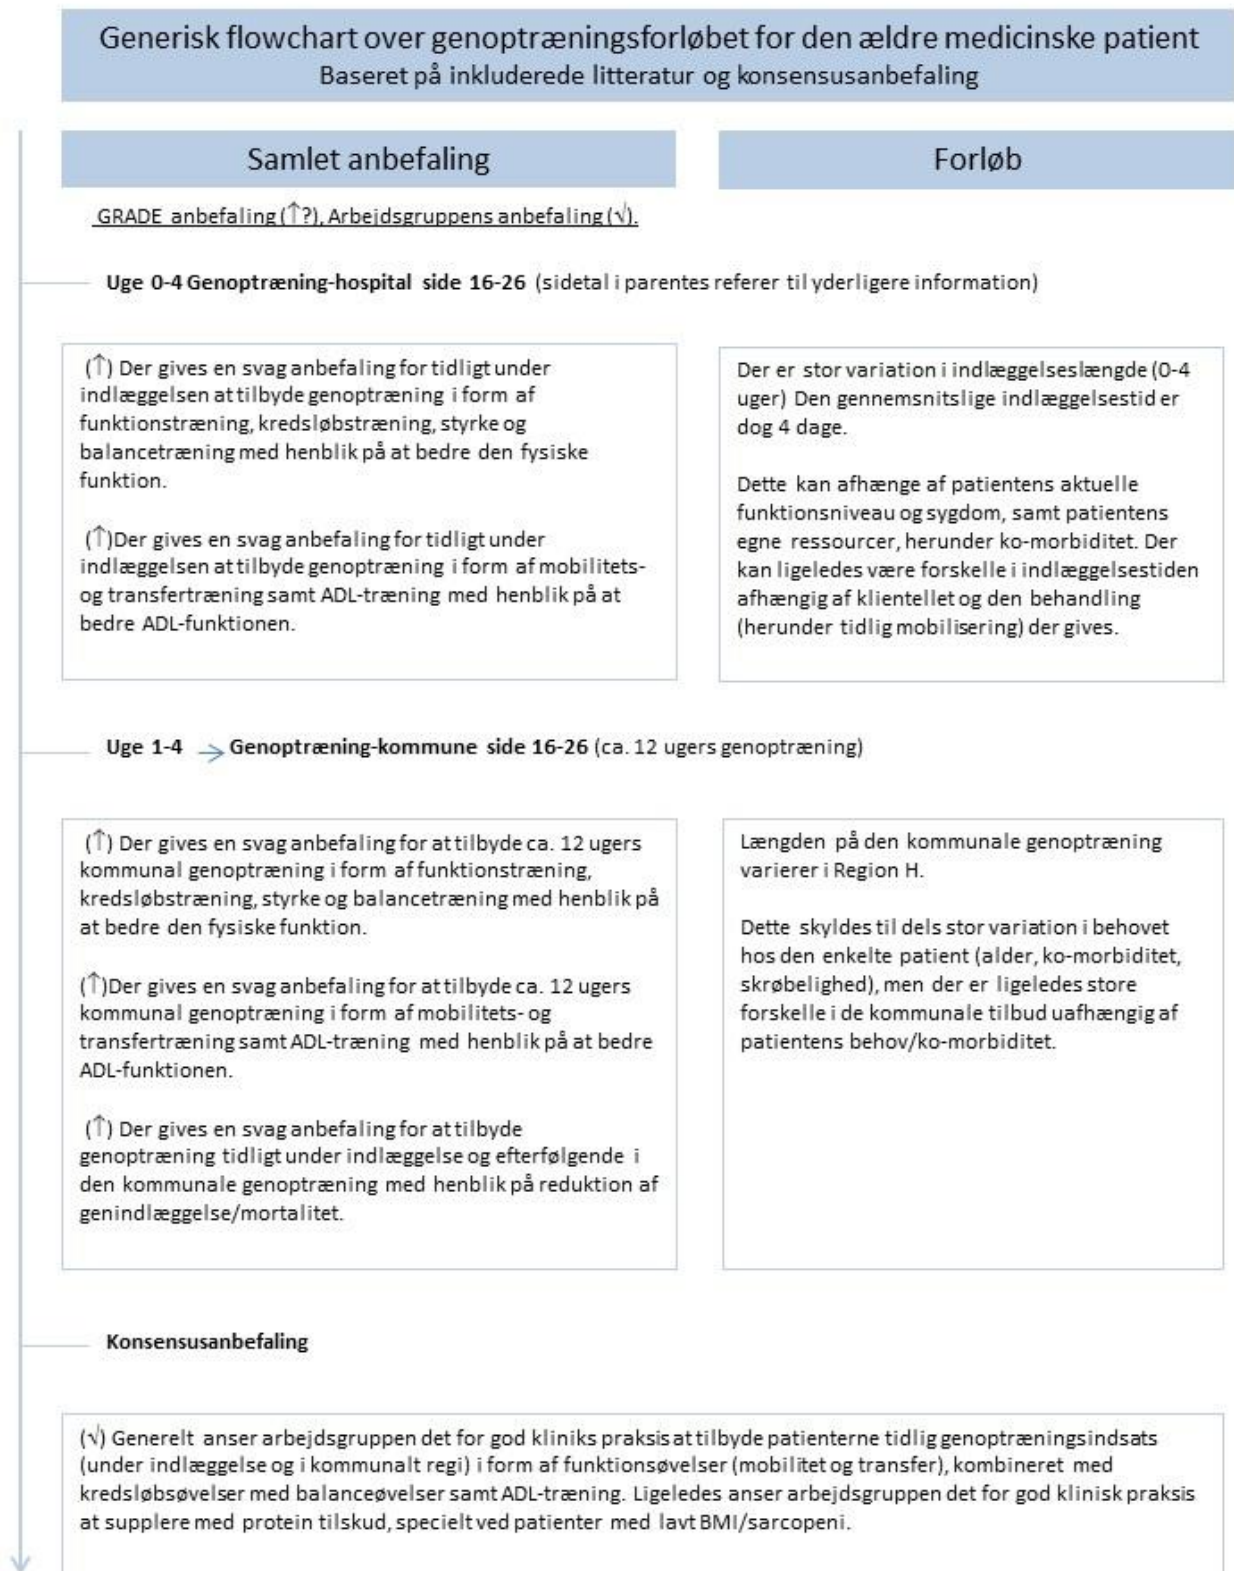 Generisk flowchart over genoptræningsforløbet for den ældre medicinske patient
Baseret på inkluderede litteratur og konsensusanbefaling
Samlet anbefaling
Forløb
GRADE anbefaling (↑?), Arbejdsgruppens anbefaling (√).
Uge 0-4 Genoptræning-hospital side 16-26 (sidetal i parentes referer til yderligere information)
(↑) Der gives en svag anbefaling for tidligt under
indlæggelsen at tilbyde genoptræning i form af
funktionstræning, kredsløbstræning, styrke og
balancetræning med henblik på at bedre den fysiske
funktion.
(↑)Der gives en svag anbefaling for tidligt under
indlæggelsen at tilbyde genoptræning i form af mobilitets-
og transfertræning samt ADL-træning med henblik på at
bedre ADL-funktionen.
Der er stor variation i indlæggelseslængde (0-4
uger) Den gennemsnitslige indlæggelsestid er
dog 4 dage.
Dette kan afhænge af patientens aktuelle
funktionsniveau og sygdom, samt patientens
egne ressourcer, herunder ko-morbiditet. Der
kan ligeledes være forskelle i indlæggelsestiden
afhængig af klientellet og den behandling
(herunder tidlig mobilisering) der gives.
Uge 1-4 → Genoptræning-kommune side 16-26 (ca. 12 ugers genoptræning)
(↑) Der gives en svag anbefaling for at tilbyde ca. 12 ugers
kommunal genoptræning i form af funktionstræning,
kredsløbstræning, styrke og balancetræning med henblik på
at bedre den fysiske funktion.
(↑)Der gives en svag anbefaling for at tilbyde ca. 12 ugers
kommunal genoptræning i form af mobilitets- og
transfertræning samt ADL-træning med henblik på at bedre
ADL-funktionen.
(↑) Der gives en svag anbefaling for at tilbyde
genoptræning tidligt under indlæggelse og efterfølgende i
den kommunale genoptræning med henblik på reduktion af
genindlæggelse/mortalitet.
Længden på den kommunale genoptræning
varierer i Region H.
Dette skyldes til dels stor variation i behovet
hos den enkelte patient (alder, ko-morbiditet,
skrøbelighed), men der er ligeledes store
forskelle i de kommunale tilbud uafhængig af
patientens behov/ko-morbiditet.
Konsensusanbefaling
(√) Generelt anser arbejdsgruppen det for god kliniks praksis at tilbyde patienterne tidlig genoptræningsindsats
(under indlæggelse og i kommunalt regi) i form af funktionsøvelser (mobilitet og transfer), kombineret med
kredsløbsøvelser med balanceøvelser samt ADL-træning. Ligeledes anser arbejdsgruppen det for god klinisk praksis
at supplere med protein tilskud, specielt ved patienter med lavt BMI/sarcopeni.